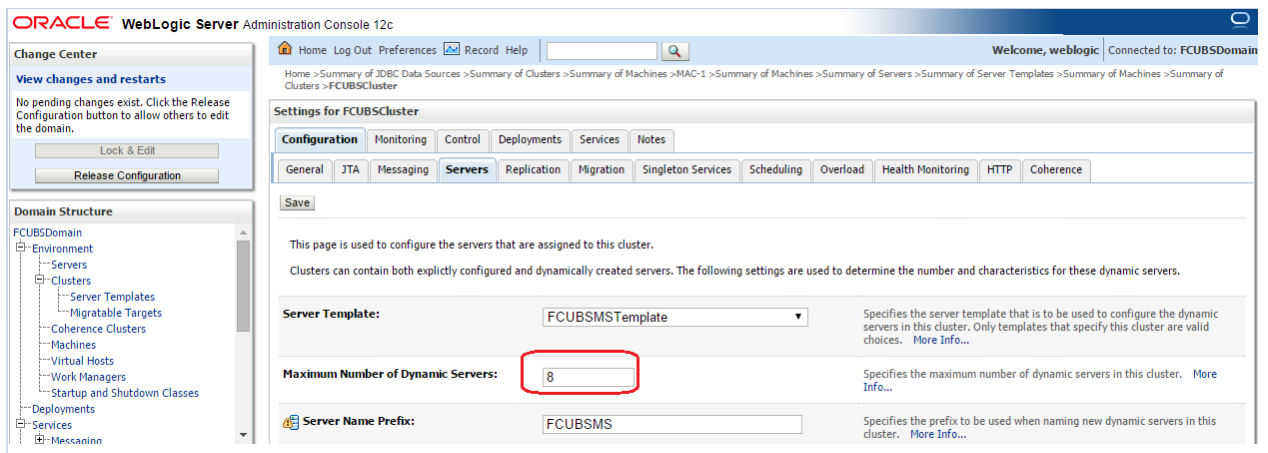 ORACLE WebLogic Server Administration Console 12c
Change Center
View changes and restarts
No pending changes exist. Click the Release
Configuration button to allow others to edit
the domain.
Lock & Edit
Release Configuration
Domain Structure
FCUBSDomain
Environment
Servers
Clusters
Server Templates
Migratable Targets
Coherence Clusters
Machines
Virtual Hosts
Work Managers
Startup and Shutdown Classes
Deployments
Services
Messaging
Home Log Out Preferences Record Help
Welcome, weblogic Connected to: FCUBSDomain
Home >Summary of JDBC Data Sources >Summary of Clusters >Summary of Machines >MAC-1 >Summary of Machines >Summary of Servers >Summary of Server Templates >Summary of Machines >Summary of
Clusters >FCUBSCluster
Settings for FCUBSCluster
Configuration Monitoring Control Deployments Services Notes
General JTA Messaging Servers Replication Migration Singleton Services Scheduling Overload Health Monitoring HTTP Coherence
Save
This page is used to configure the servers that are assigned to this cluster.
Clusters can contain both explictly configured and dynamically created servers. The following settings are used to determine the number and characteristics for these dynamic servers.
Server Template: FCUBSMSTemplate
Specifies the server template that is to be used to configure the dynamic
servers in this cluster. Only templates that specify this cluster are valid
choices. More Info...
Maximum Number of Dynamic Servers: 8
Specifies the maximum number of dynamic servers in this cluster. More
Info...
Server Name Prefix: FCUBSMS
Specifies the prefix to be used when naming new dynamic servers in this
cluster. More Info...